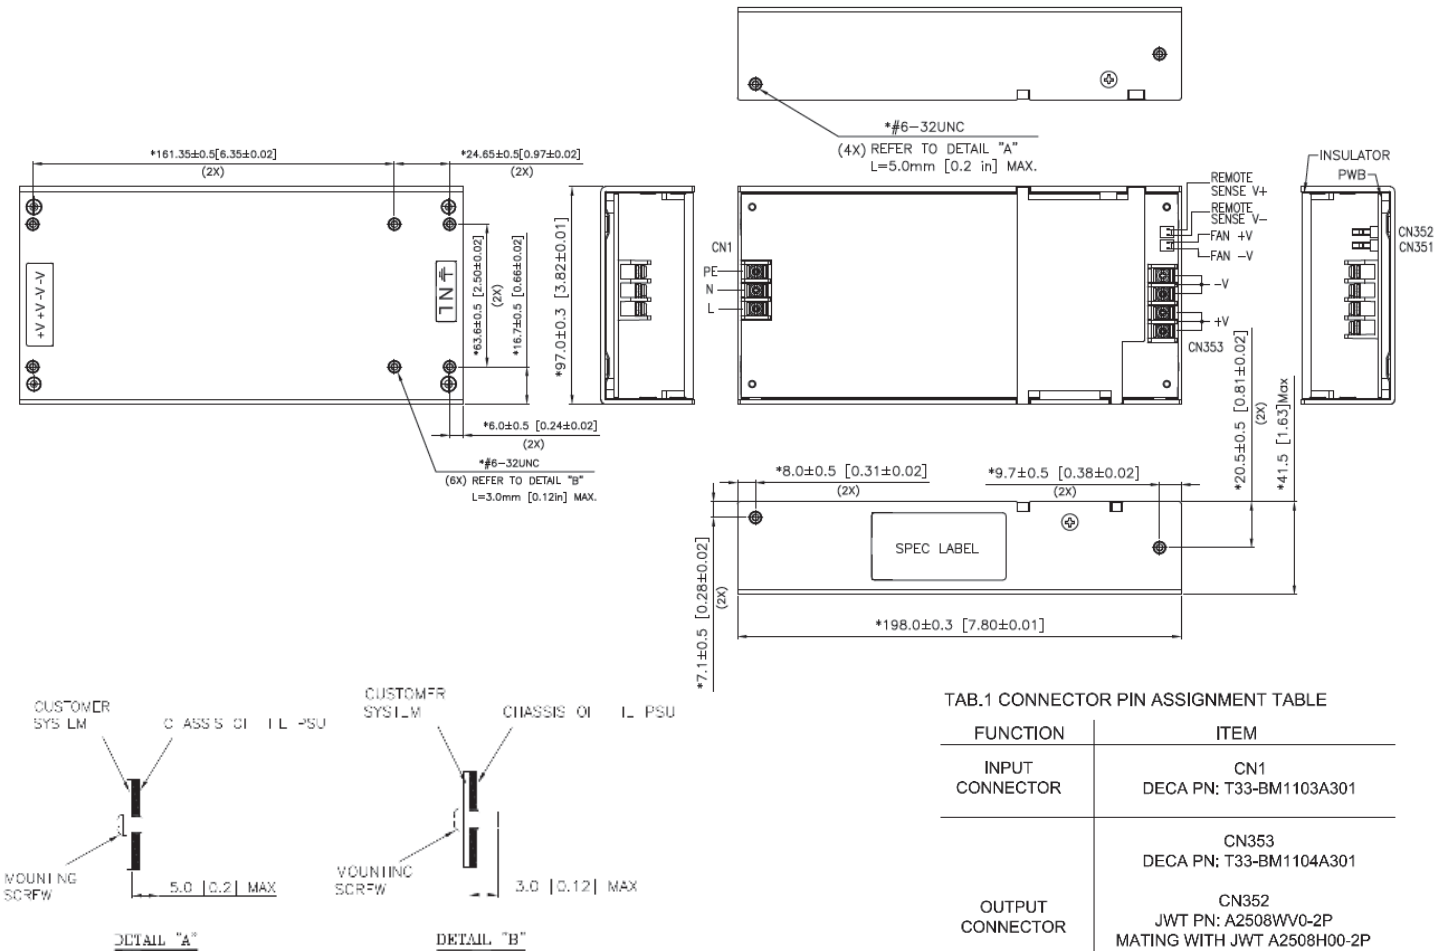 *#6-32UNC
(4X) REFER TO DETAIL "A"
L=5.0mm [0.2 in] MAX.
*161.35±0.5[6.35±0.02]
(2X)
*24.65±0.5[0.97±0.02]
(2X)
+V+V-V-V
L N
*63.6±0.5 [2.50±0.02]
(2X)
*16.7±0.5 [0.66±0.02]
*97.0±0.3 [3.82±0.01]
*6.0±0.5 [0.24±0.02]
(2X)
*#6-32UNC
(6X) REFER TO DETAIL "B"
L=3.0mm [0.12in] MAX.
CN1
PE
N
L
REMOTE
SENSE V+
REMOTE
SENSE V-
FAN +V
FAN -V
-V
+V
CN353
INSULATOR
PWB
CN352
CN351
*20.5±0.5 [0.81±0.02]
(2X)
*41.5 [1.63]Max
*8.0±0.5 [0.31±0.02]
(2X)
*9.7±0.5 [0.38±0.02]
(2X)
SPEC LABEL
*7.1±0.5 [0.28±0.02]
(2X)
*198.0±0.3 [7.80±0.01]
CUSTOMER
MOUNTING
SCREW
5.0 [0.2] MAX
DETAIL "A"
CUSTOMER
CHASSIS PSU
MOUNTING
SCREW
3.0 [0.12] MAX
DETAIL "B"
TAB.1 CONNECTOR PIN ASSIGNMENT TABLE
FUNCTION ITEM
INPUT
CONNECTOR
CN1
DECA PN: T33-BM1103A301
OUTPUT
CONNECTOR
CN353
DECA PN: T33-BM1104A301
CN352
JWT PN: A2508WV0-2P
MATING WITH JWT A2508H00-2P